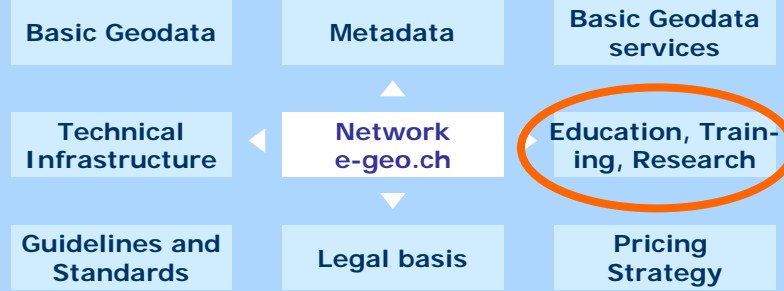 Basic Geodata
Metadata
Basic Geodata
services
Technical
Infrastructure
Network
e-geo.ch
Education, Train-
ing, Research
Guidelines and
Standards
Legal basis
Pricing
Strategy